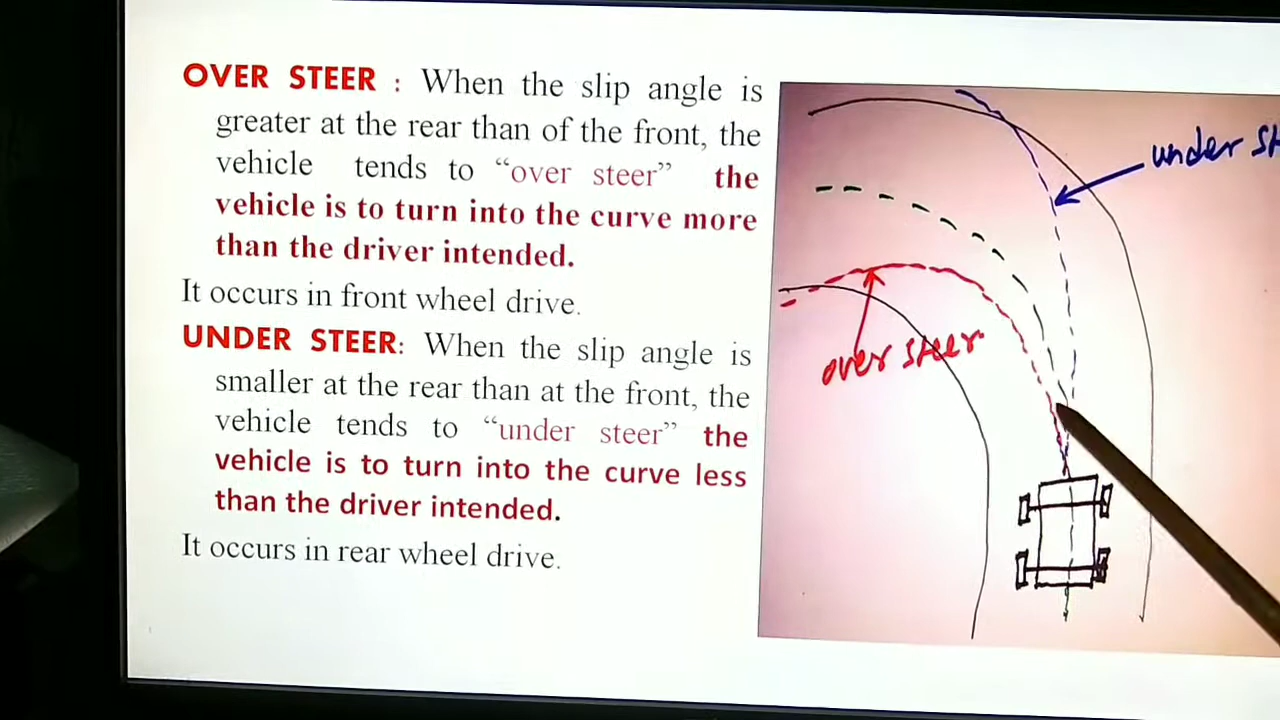 OVER STEER : When the slip angle is
greater at the rear than of the front, the
vehicle tends to “over steer” the
vehicle is to turn into the curve more
than the driver intended.
It occurs in front wheel drive.
UNDER STEER: When the slip angle is
smaller at the rear than at the front, the
vehicle tends to “under steer” the
vehicle is to turn into the curve less
than the driver intended.
It occurs in rear wheel drive.
under st
over steer